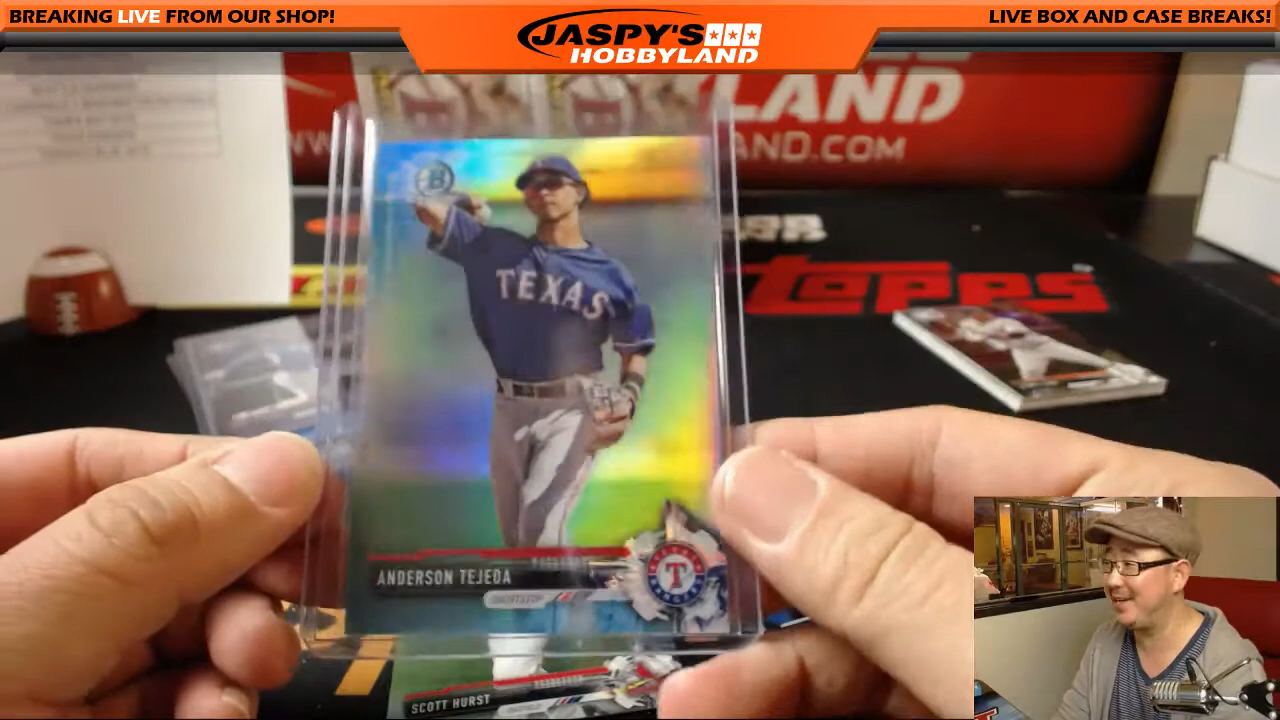 BREAKING LIVE FROM OUR SHOP!
JASPY'S
HOBBYLAND
LIVE BOX AND CASE BREAKS!
LAND
AND.COM
TOPPS
B
TEXAS
ANDERSON TEJEDA
SHORTSTOP
T
SCOTT HURST